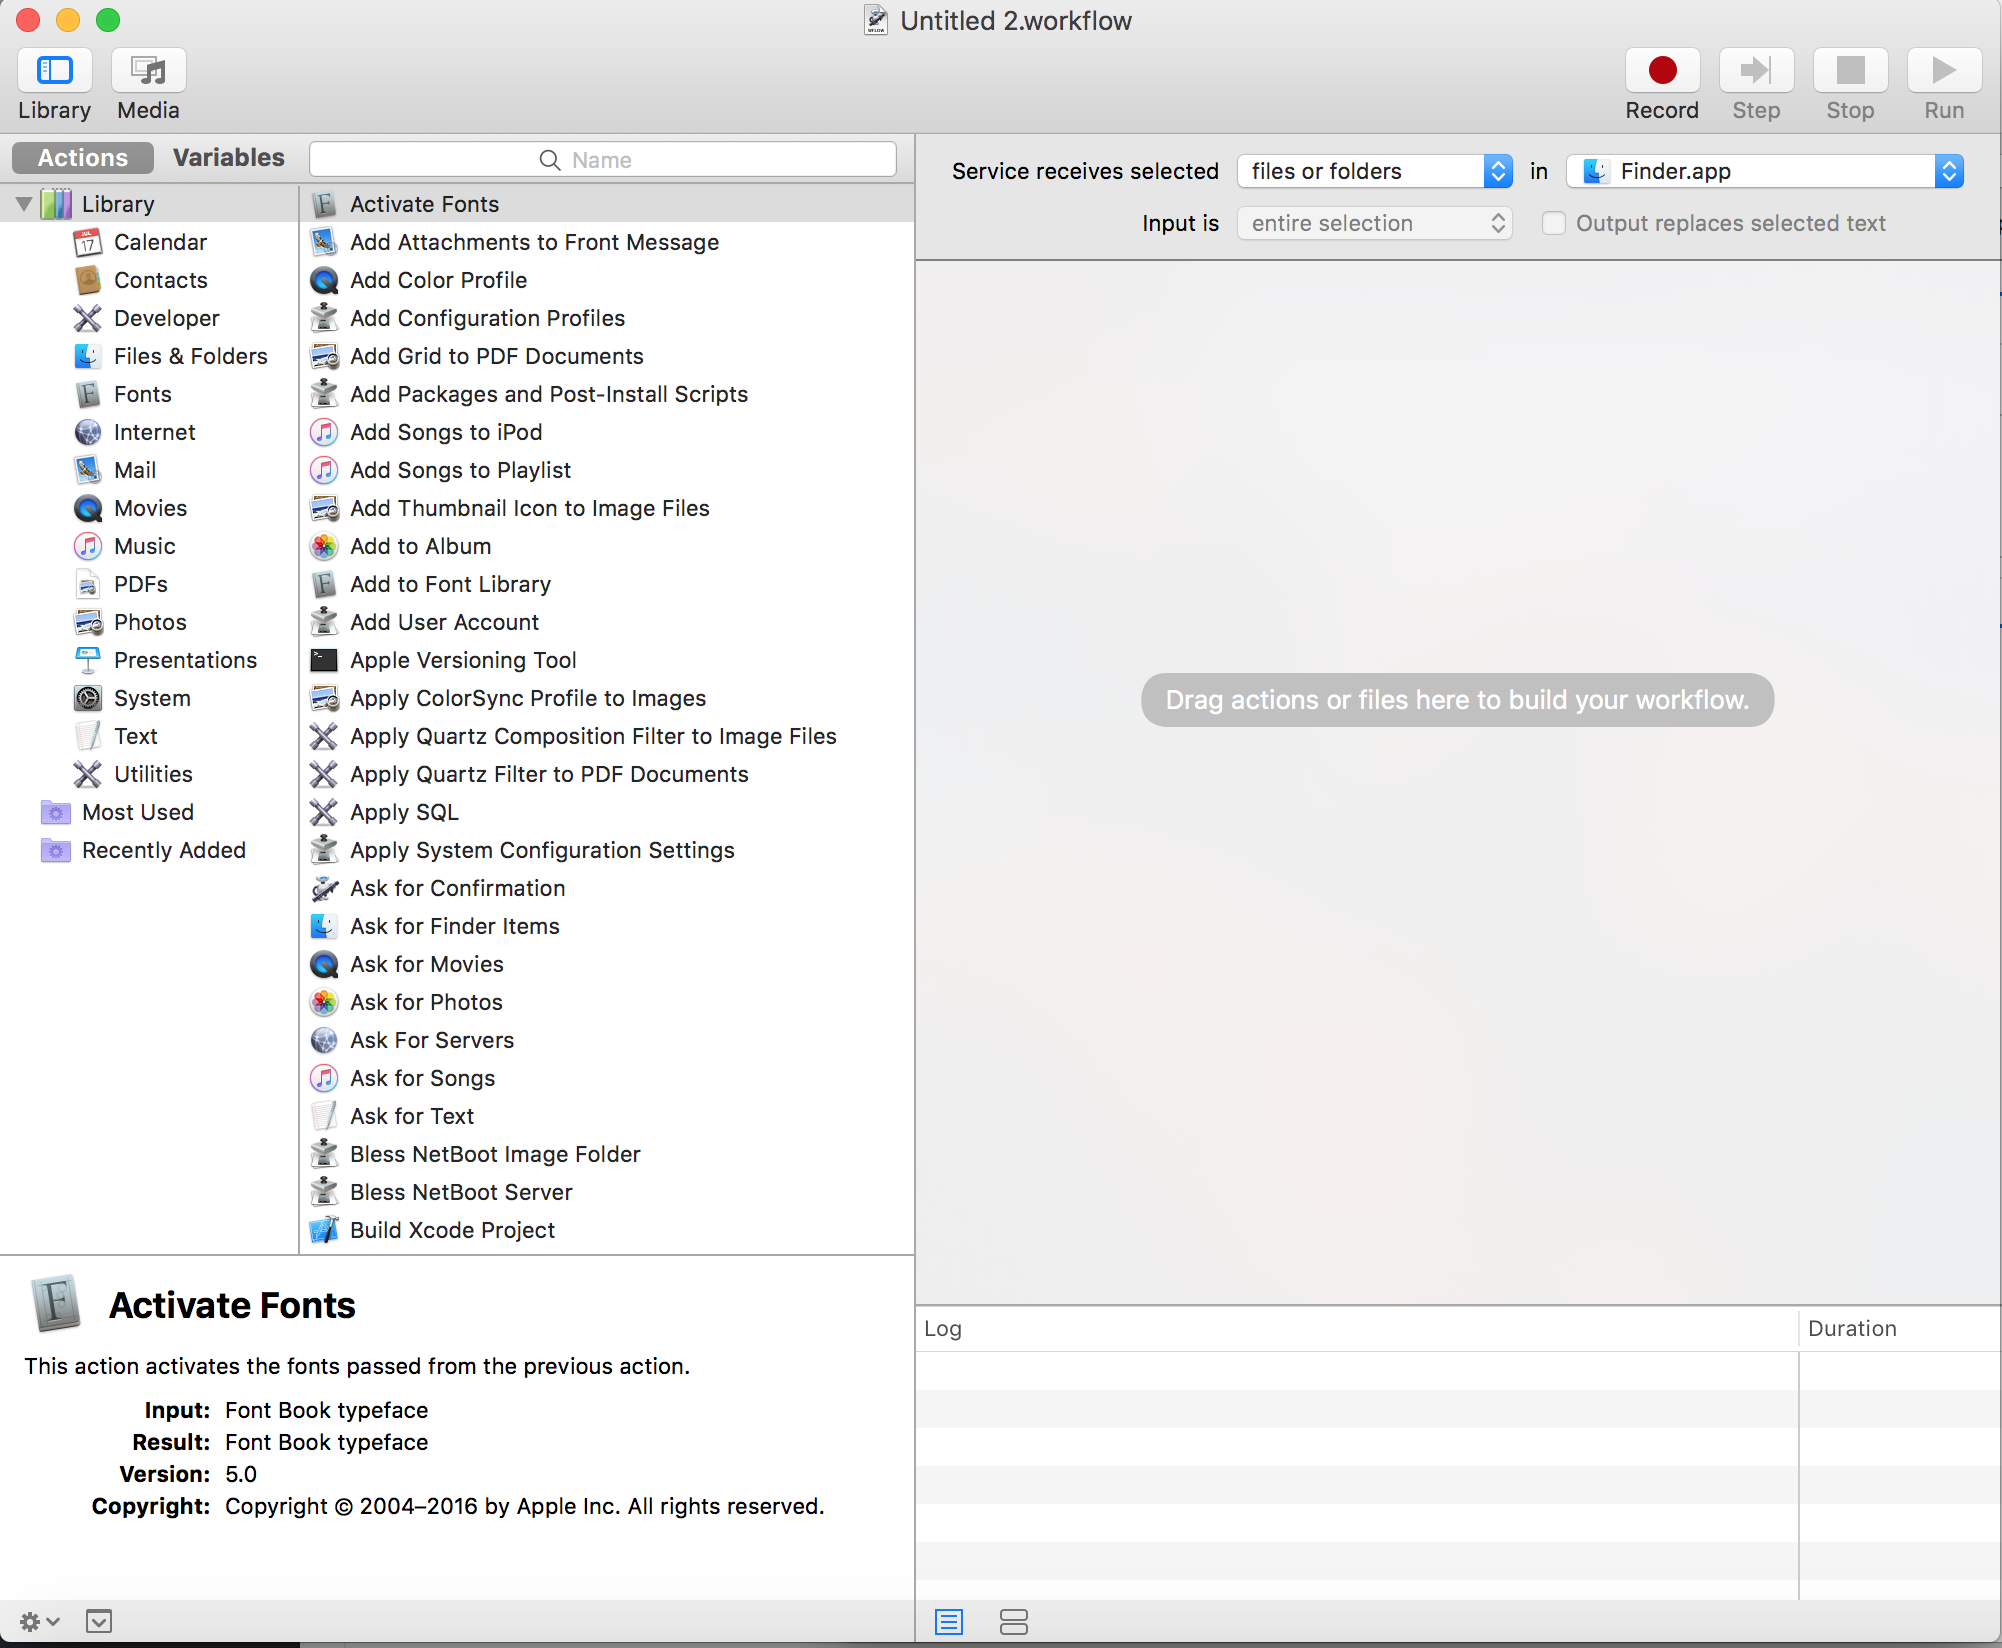 Untitled 2.workflow
Library
Media
Record
Step
Stop
Run
Actions
Variables
Name
Service receives selected
files or folders
in
Finder.app
Input is
entire selection
Output replaces selected text
Library
Calendar
Contacts
Developer
Files & Folders
Fonts
Internet
Mail
Movies
Music
PDFs
Photos
Presentations
System
Text
Utilities
Most Used
Recently Added
Activate Fonts
Add Attachments to Front Message
Add Color Profile
Add Configuration Profiles
Add Grid to PDF Documents
Add Packages and Post-Install Scripts
Add Songs to iPod
Add Songs to Playlist
Add Thumbnail Icon to Image Files
Add to Album
Add to Font Library
Add User Account
Apple Versioning Tool
Apply ColorSync Profile to Images
Apply Quartz Composition Filter to Image Files
Apply Quartz Filter to PDF Documents
Apply SQL
Apply System Configuration Settings
Ask for Confirmation
Ask for Finder Items
Ask for Movies
Ask for Photos
Ask For Servers
Ask for Songs
Ask for Text
Bless NetBoot Image Folder
Bless NetBoot Server
Build Xcode Project
Drag actions or files here to build your workflow.
Activate Fonts
This action activates the fonts passed from the previous action.
Input: Font Book typeface
Result: Font Book typeface
Version: 5.0
Copyright: Copyright © 2004–2016 by Apple Inc. All rights reserved.
Log
Duration